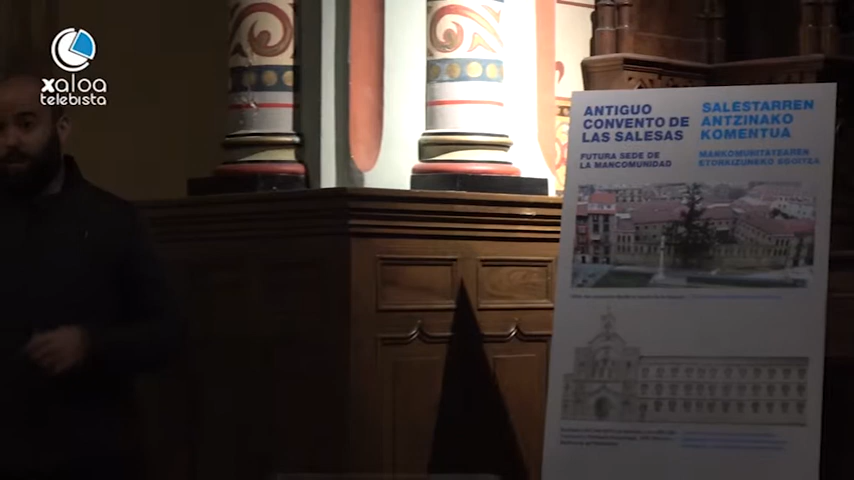 xaloa
telebista
ANTIGUO
CONVENTO DE
LAS SALESAS
FUTURA SEDE DE
LA MANCOMUNIDAD
SALESTARREN
ANTZINAKO
KOMENTUA
MANKOMUNITATEAREN
ETORKIZUNEKO EGOITZA